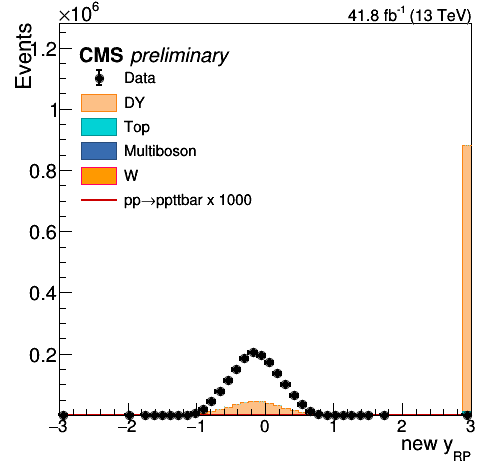 ×10⁶
41.8 fb⁻¹ (13 TeV)
Events
CMS preliminary
Data
DY
Top
Multiboson
W
pp→ppttbar x 1000
1.2
1
0.8
0.6
0.4
0.2
−3 −2 −1 0 1 2 3
new y_RP